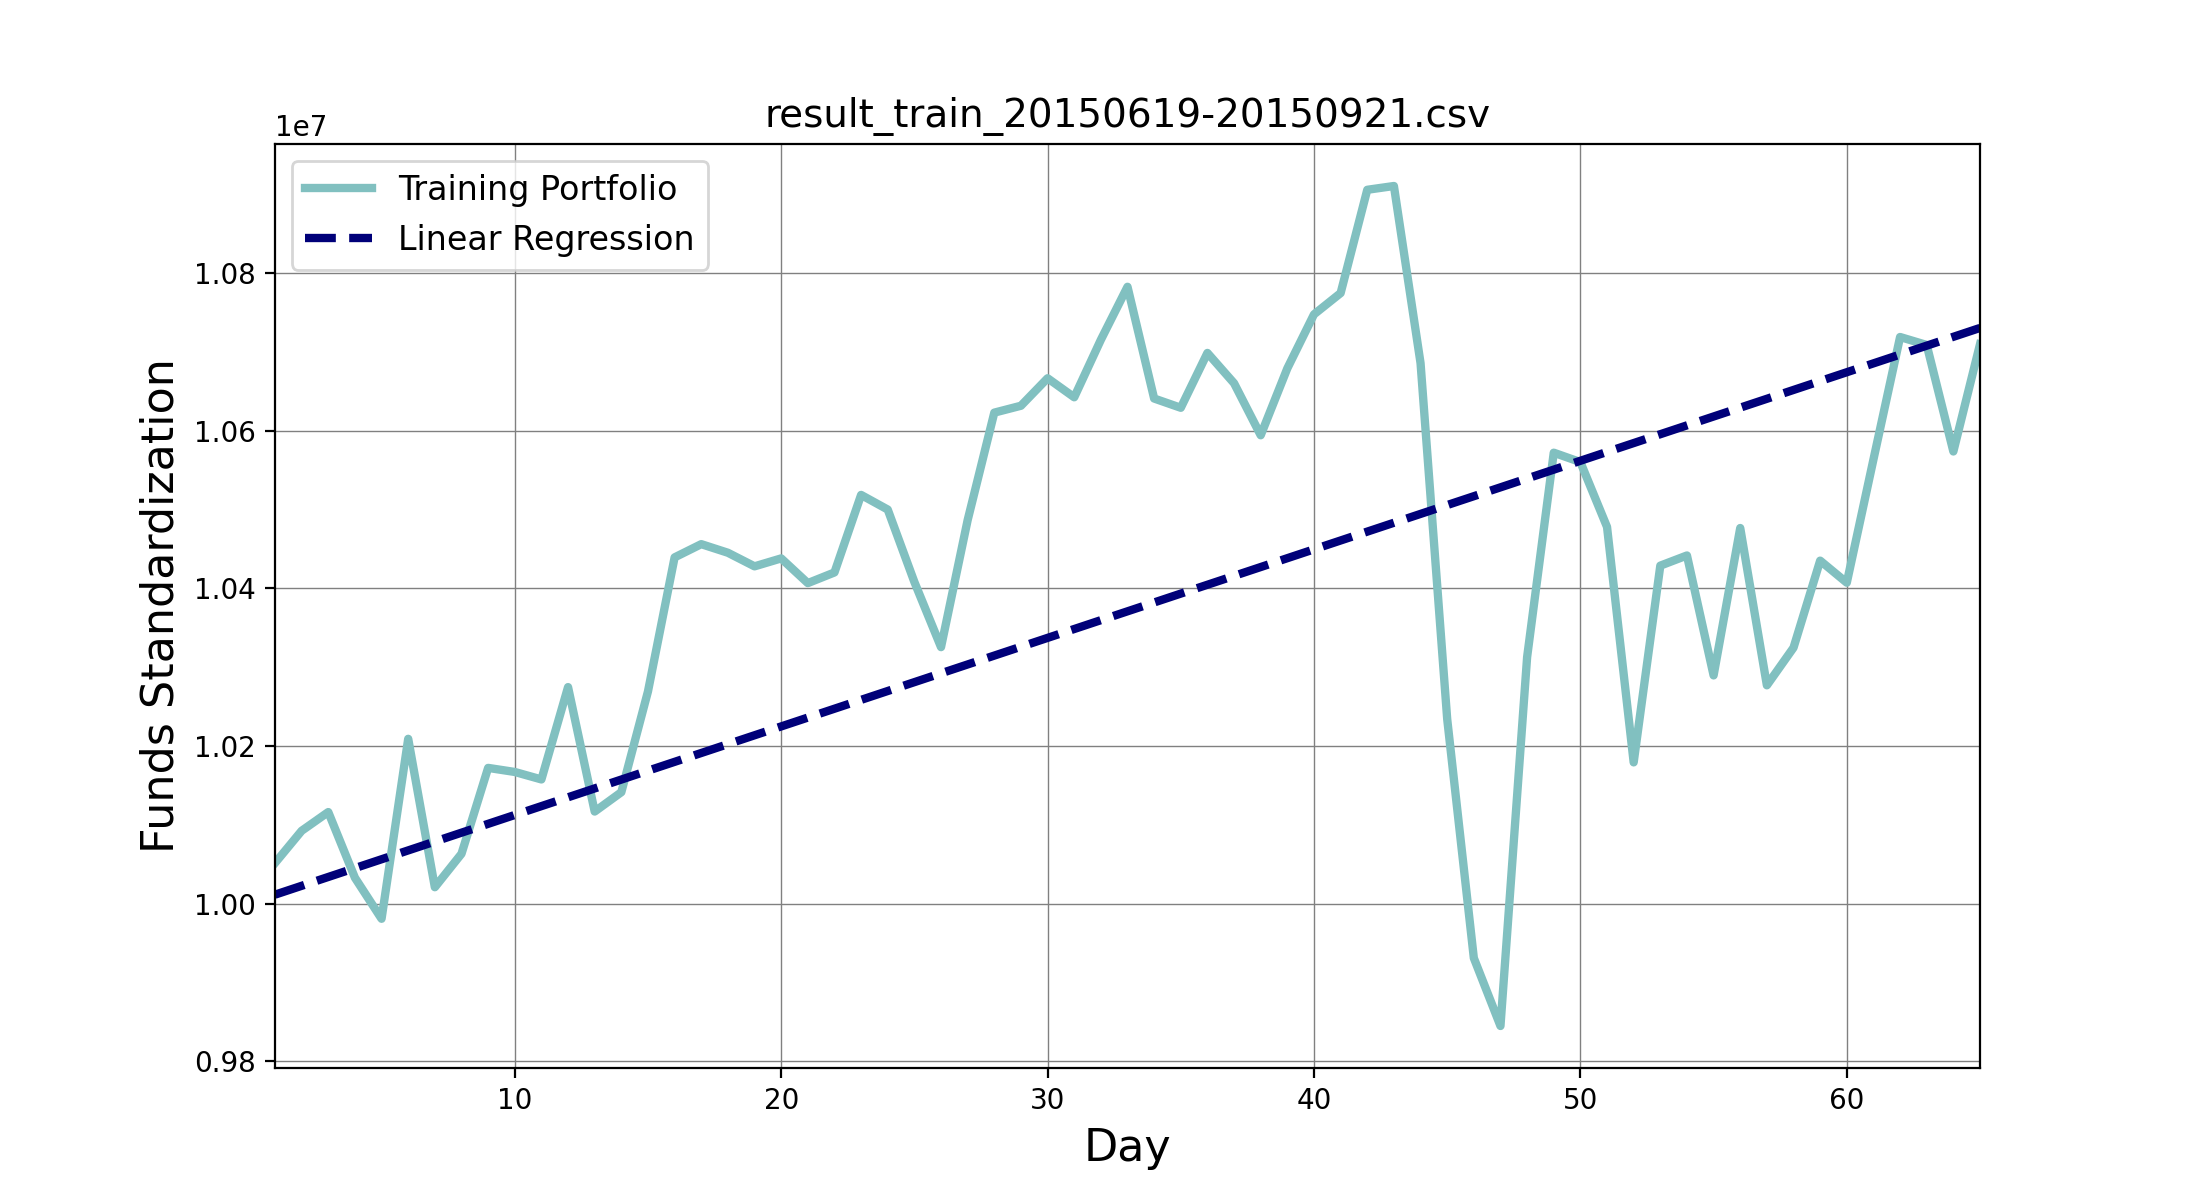 result_train_20150619-20150921.csv
1e7
Training Portfolio
Linear Regression
1.08
1.06
1.04
1.02
1.00
0.98
Funds Standardization
10 20 30 40 50 60
Day